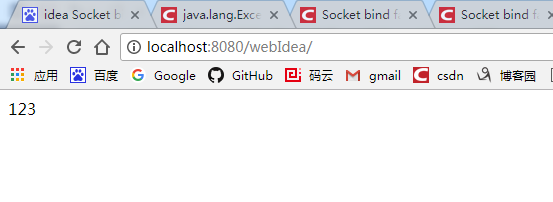 idea Socket b
java.lang.Exce
Socket bind fa
Socket bind f
localhost:8080/webIdea/
应用 百度 Google GitHub 码云 gmail csdn 博客园
123